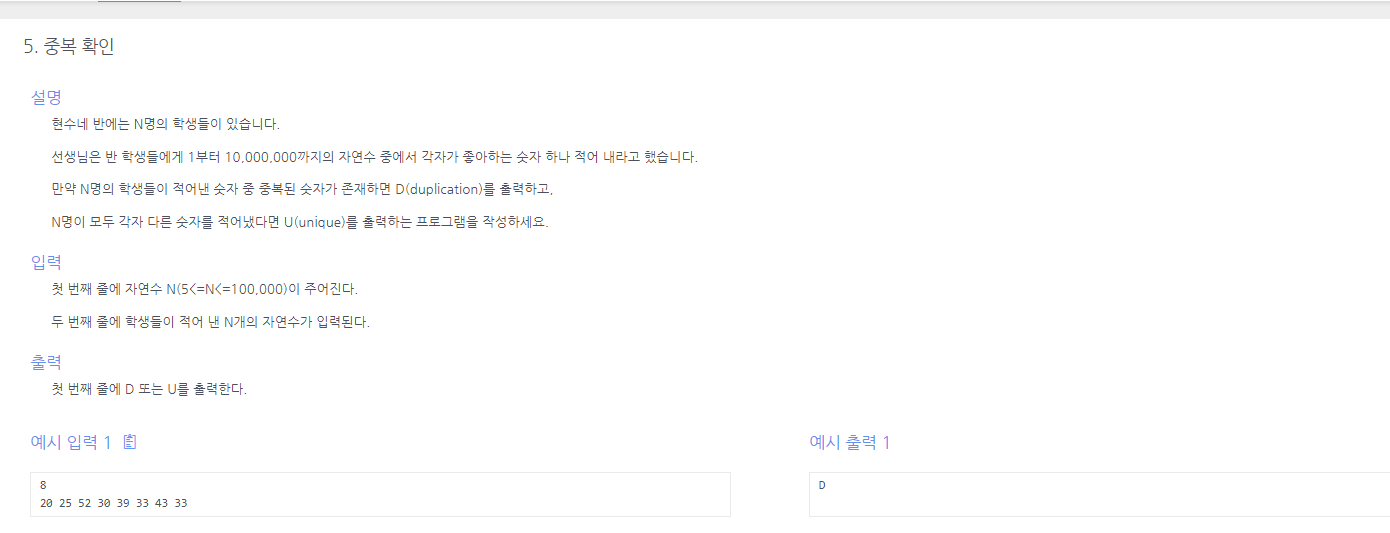 5. 중복 확인
설명
현수네 반에는 N명의 학생들이 있습니다.
선생님은 반 학생들에게 1부터 10,000,000까지의 자연수 중에서 각자가 좋아하는 숫자 하나 적어 내라고 했습니다.
만약 N명의 학생들이 적어낸 숫자 중 중복된 숫자가 존재하면 D(duplication)를 출력하고,
N명이 모두 각자 다른 숫자를 적어냈다면 U(unique)를 출력하는 프로그램을 작성하세요.
입력
첫 번째 줄에 자연수 N(5<=N<=100,000)이 주어진다.
두 번째 줄에 학생들이 적어 낸 N개의 자연수가 입력된다.
출력
첫 번째 줄에 D 또는 U를 출력한다.
예시 입력 1
8
20 25 52 30 39 33 43 33
예시 출력 1
D